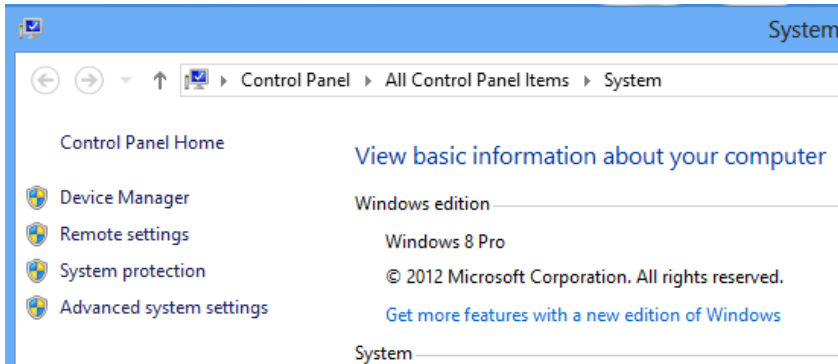 System
Control Panel ▸ All Control Panel Items ▸ System
Control Panel Home
Device Manager
Remote settings
System protection
Advanced system settings
View basic information about your computer
Windows edition
Windows 8 Pro
© 2012 Microsoft Corporation. All rights reserved.
Get more features with a new edition of Windows
System